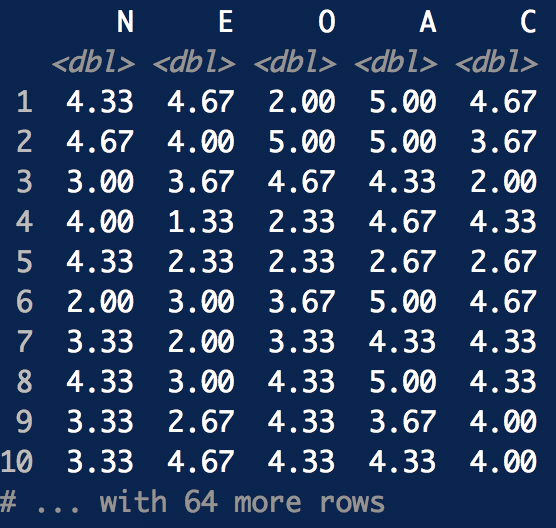 N E O A C
<dbl> <dbl> <dbl> <dbl> <dbl>
1 4.33 4.67 2.00 5.00 4.67
2 4.67 4.00 5.00 5.00 3.67
3 3.00 3.67 4.67 4.33 2.00
4 4.00 1.33 2.33 4.67 4.33
5 4.33 2.33 2.33 2.67 2.67
6 2.00 3.00 3.67 5.00 4.67
7 3.33 2.00 3.33 4.33 4.33
8 4.33 3.00 4.33 5.00 4.33
9 3.33 2.67 4.33 3.67 4.00
10 3.33 4.67 4.33 4.33 4.00
# ... with 64 more rows